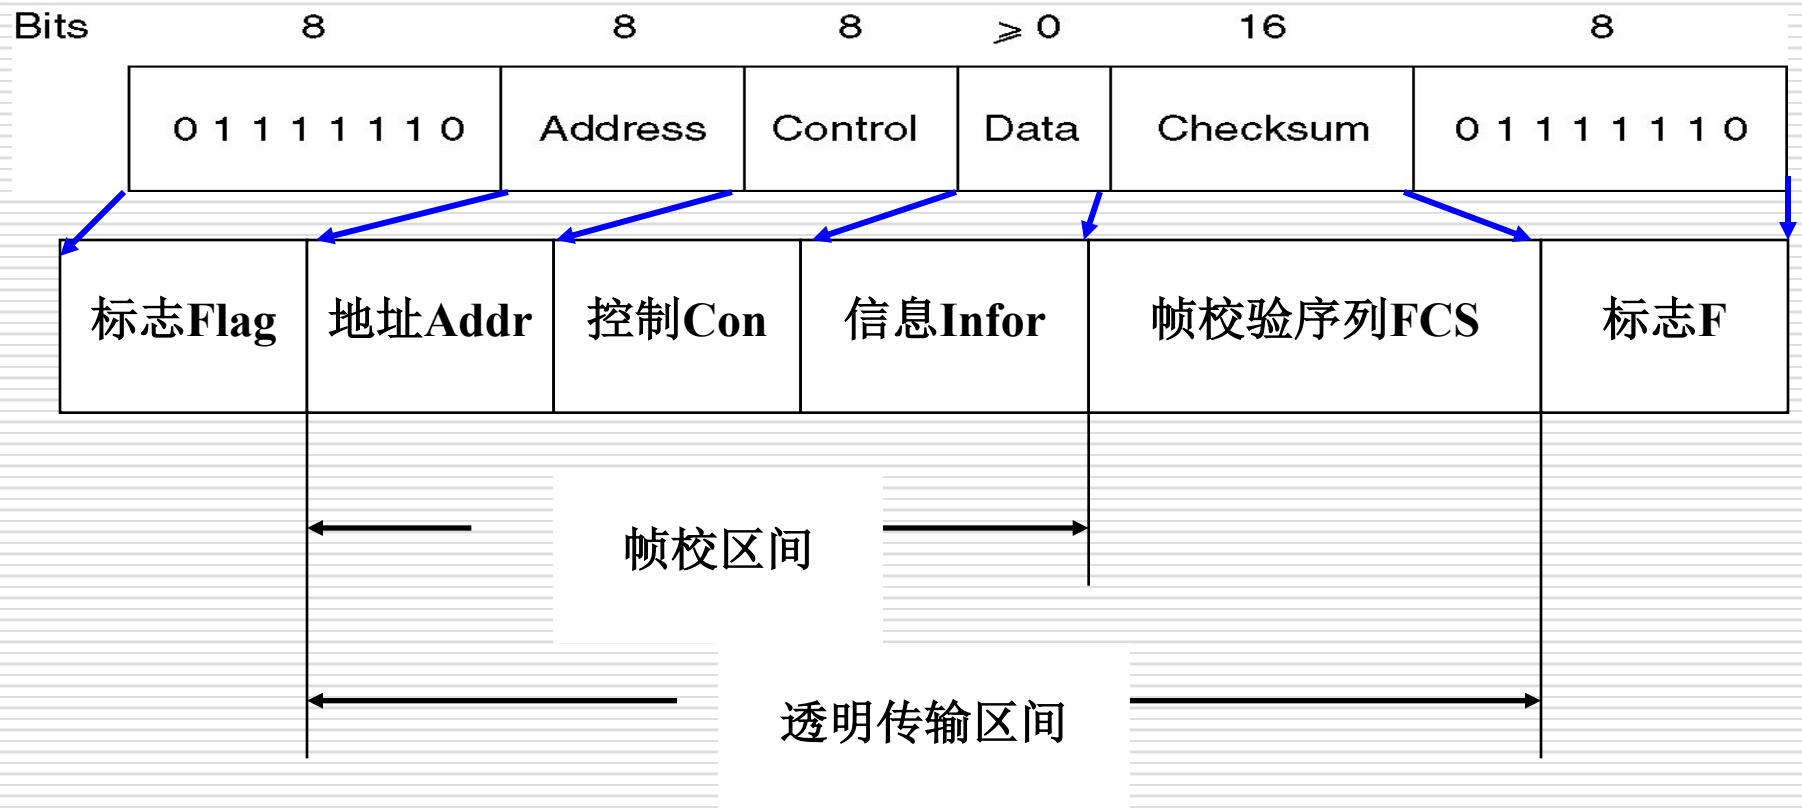 Bits 8 8 8 ⩾ 0 16 8
0 1 1 1 1 1 1 0 Address Control Data Checksum 0 1 1 1 1 1 1 0
标志Flag 地址Addr 控制Con 信息Infor 帧校验序列FCS 标志F
帧校区间
透明传输区间